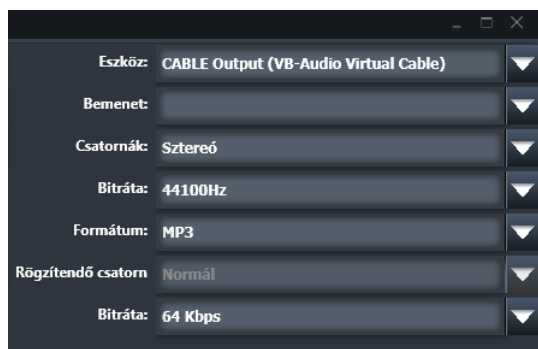 Eszköz: CABLE Output (VB-Audio Virtual Cable)
Bemenet:
Csatornák: Sztereó
Bitráta: 44100Hz
Formátum: MP3
Rögzítendő csatorn Normál
Bitráta: 64 Kbps